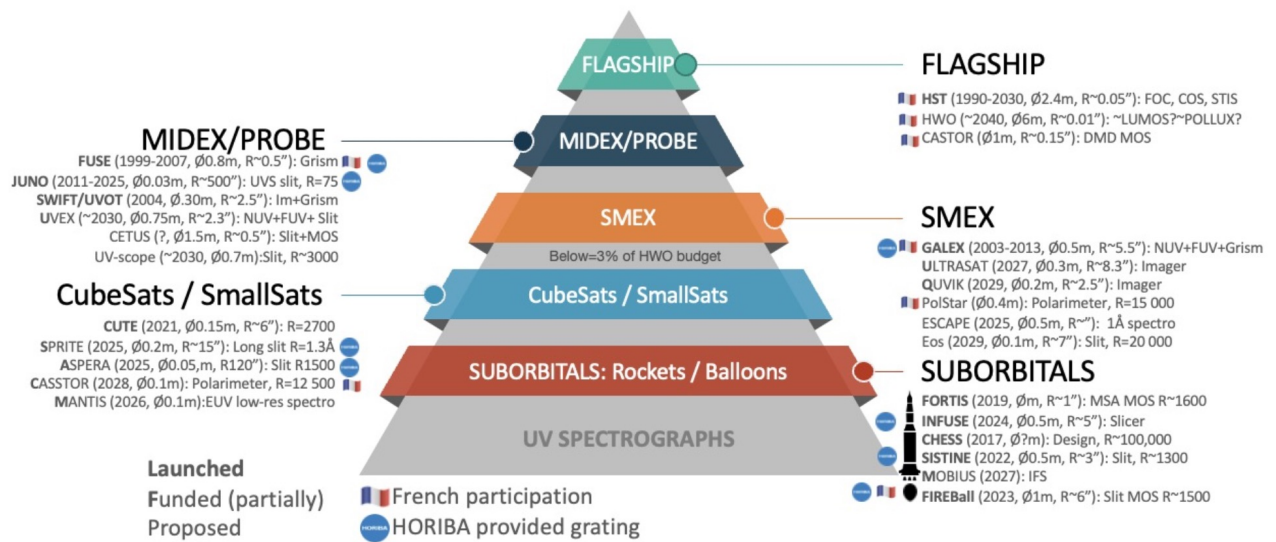 FLAGSHIP
MIDEX/PROBE
SMEX
Below=3% of HWO budget
CubeSats / SmallSats
SUBORBITALS: Rockets / Balloons
UV SPECTROGRAPHS
MIDEX/PROBE
FUSE (1999-2007, Ø0.8m, R~0.5”): Grism HORIBA
JUNO (2011-2025, Ø0.03m, R~500”): UVS slit, R=75 HORIBA
SWIFT/UVOT (2004, Ø.30m, R~2.5”): Im+Grism
UVEX (~2030, Ø0.75m, R~2.3”): NUV+FUV+ Slit
CETUS (?, Ø1.5m, R~0.5”): Slit+MOS
UV-scope (~2030, Ø0.7m):Slit, R~3000
CubeSats / SmallSats
CUTE (2021, Ø0.15m, R~6”): R=2700
SPRITE (2025, Ø0.2m, R~15”): Long slit R=1.3Å HORIBA
ASPERA (2025, Ø0.05,m, R120”): Slit R1500 HORIBA
CASSTOR (2028, Ø0.1m): Polarimeter, R=12 500
MANTIS (2026, Ø0.1m):EUV low-res spectro
FLAGSHIP
HST (1990-2030, Ø2.4m, R~0.05”): FOC, COS, STIS
HWO (~2040, Ø6m, R~0.01”): ~LUMOS?~POLLUX?
CASTOR (Ø1m, R~0.15”): DMD MOS
SMEX
HORIBA GALEX (2003-2013, Ø0.5m, R~5.5”): NUV+FUV+Grism
ULTRASAT (2027, Ø0.3m, R~8.3”): Imager
QUVIK (2029, Ø0.2m, R~2.5”): Imager
PolStar (Ø0.4m): Polarimeter, R=15 000
ESCAPE (2025, Ø0.5m, R~”): 1Å spectro
Eos (2029, Ø0.1m, R~7”): Slit, R=20 000
SUBORBITALS
FORTIS (2019, Øm, R~1”): MSA MOS R~1600
HORIBA INFUSE (2024, Ø0.5m, R~5”): Slicer
CHESS (2017, Ø?m): Design, R~100,000
HORIBA SISTINE (2022, Ø0.5m, R~3”): Slit, R~1300
MOBIUS (2027): IFS
HORIBA FIREBall (2023, Ø1m, R~6”): Slit MOS R~1500
Launched
Funded (partially)
Proposed
French participation
HORIBA HORIBA provided grating